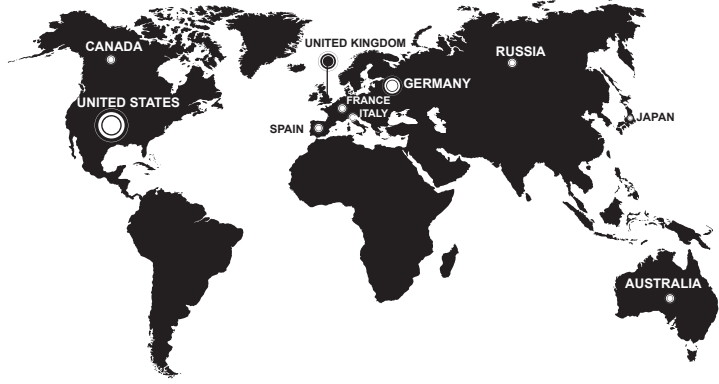 CANADA
UNITED KINGDOM
RUSSIA
GERMANY
UNITED STATES
FRANCE
ITALY
SPAIN
JAPAN
AUSTRALIA